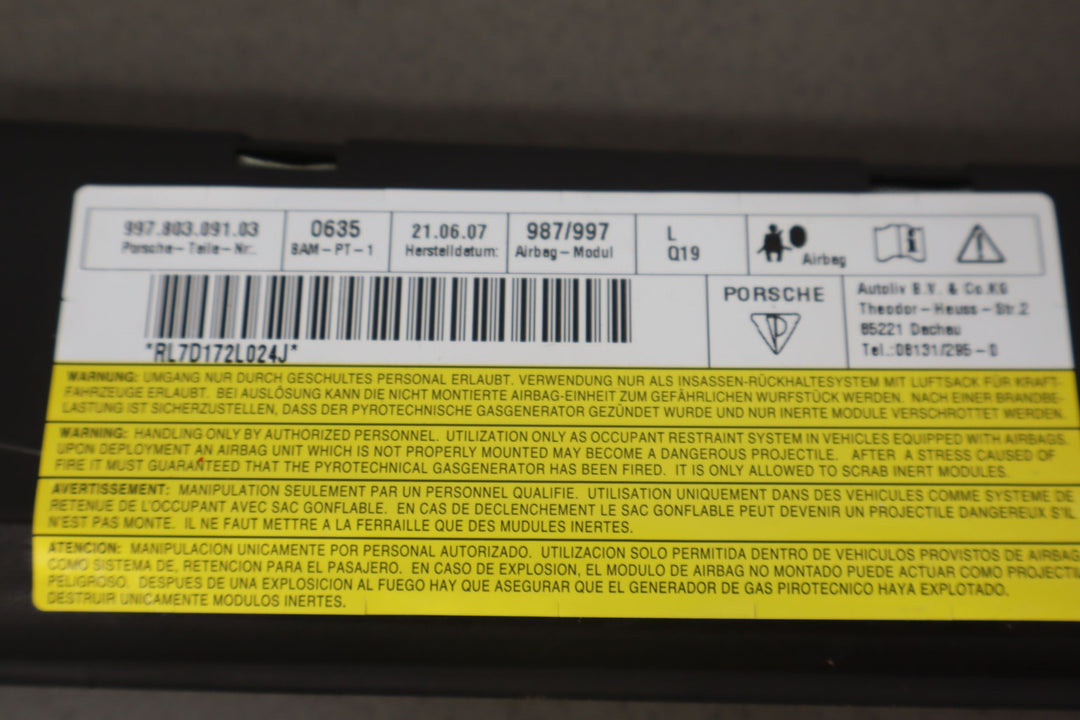 997.803.091.03 0635 21.06.07 987/997 L
Porsche-Teile-Nr.: BAM-PT-1 Herstelldatum: Airbag-Modul Q19 Airbag
PORSCHE
Autoliv B.V. & Co.KG
Theodor-Heuss-Str.2
85221 Dachau
Tel.:08131/295-0
*RL7D172L024J*
WARNUNG: UMGANG NUR DURCH GESCHULTES PERSONAL ERLAUBT. VERWENDUNG NUR ALS INSASSEN-RÜCKHALTESYSTEM MIT LUFTSACK FÜR KRAFT-
FAHRZEUGE ERLAUBT. BEI AUSLÖSUNG KANN DIE NICHT MONTIERTE AIRBAG-EINHEIT ZUM GEFÄHRLICHEN WURFSTÜCK WERDEN. NACH EINER BRANDBE-
LASTUNG IST SICHERZUSTELLEN, DASS DER PYROTECHNISCHE GASGENERATOR GEZÜNDET WURDE UND NUR INERTE MODULE VERSCHROTTET WERDEN.
WARNING: HANDLING ONLY BY AUTHORIZED PERSONNEL. UTILIZATION ONLY AS OCCUPANT RESTRAINT SYSTEM IN VEHICLES EQUIPPED WITH AIRBAGS.
UPON DEPLOYMENT AN AIRBAG UNIT WHICH IS NOT PROPERLY MOUNTED MAY BECOME A DANGEROUS PROJECTILE. AFTER A STRESS CAUSED OF
FIRE IT MUST GUARANTEED THAT THE PYROTECHNICAL GASGENERATOR HAS BEEN FIRED. IT IS ONLY ALLOWED TO SCRAB INERT MODULES.
AVERTISSEMENT: MANIPULATION SEULEMENT PAR UN PERSONNEL QUALIFIE. UTILISATION UNIQUEMENT DANS DES VEHICULES COMME SYSTEME DE
RETENUE DE L'OCCUPANT AVEC SAC GONFLABLE. EN CAS DE DECLENCHEMENT LE SAC GONFLABLE PEUT DEVENIR UN PROJECTILE DANGEREUX S'IL
N'EST PAS MONTE. IL NE FAUT METTRE A LA FERRAILLE QUE DES MUDULES INERTES.
ATENCION: MANIPULACION UNICAMENTE POR PERSONAL AUTORIZADO. UTILIZACION SOLO PERMITIDA DENTRO DE VEHICULOS PROVISTOS DE AIRBAG
COMO SISTEMA DE, RETENCION PARA EL PASAJERO. EN CASO DE EXPLOSION, EL MODULO DE AIRBAG NO MONTADO PUEDE ACTUAR COMO PROJECTIL
PELIGROSO. DESPUES DE UNA EXPLOSION AL FUEGO HAY QUE ASEGURAR QUE EL GENERADOR DE GAS PIROTECNICO HAYA EXPLOTADO.
DESTRUIR UNICAMENTE MODULOS INERTES.